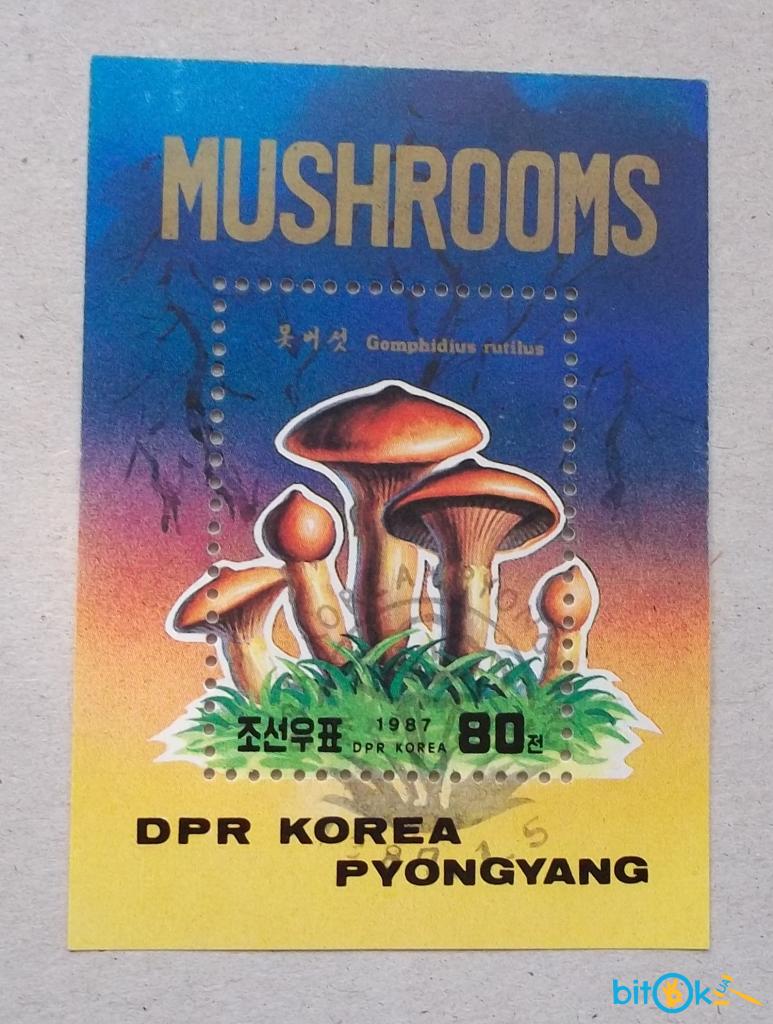 MUSHROOMS
못버섯 Gomphidius rutilus
조선우표 1987 DPR KOREA 80전
DPR KOREA
PYONGYANG
bitok UA